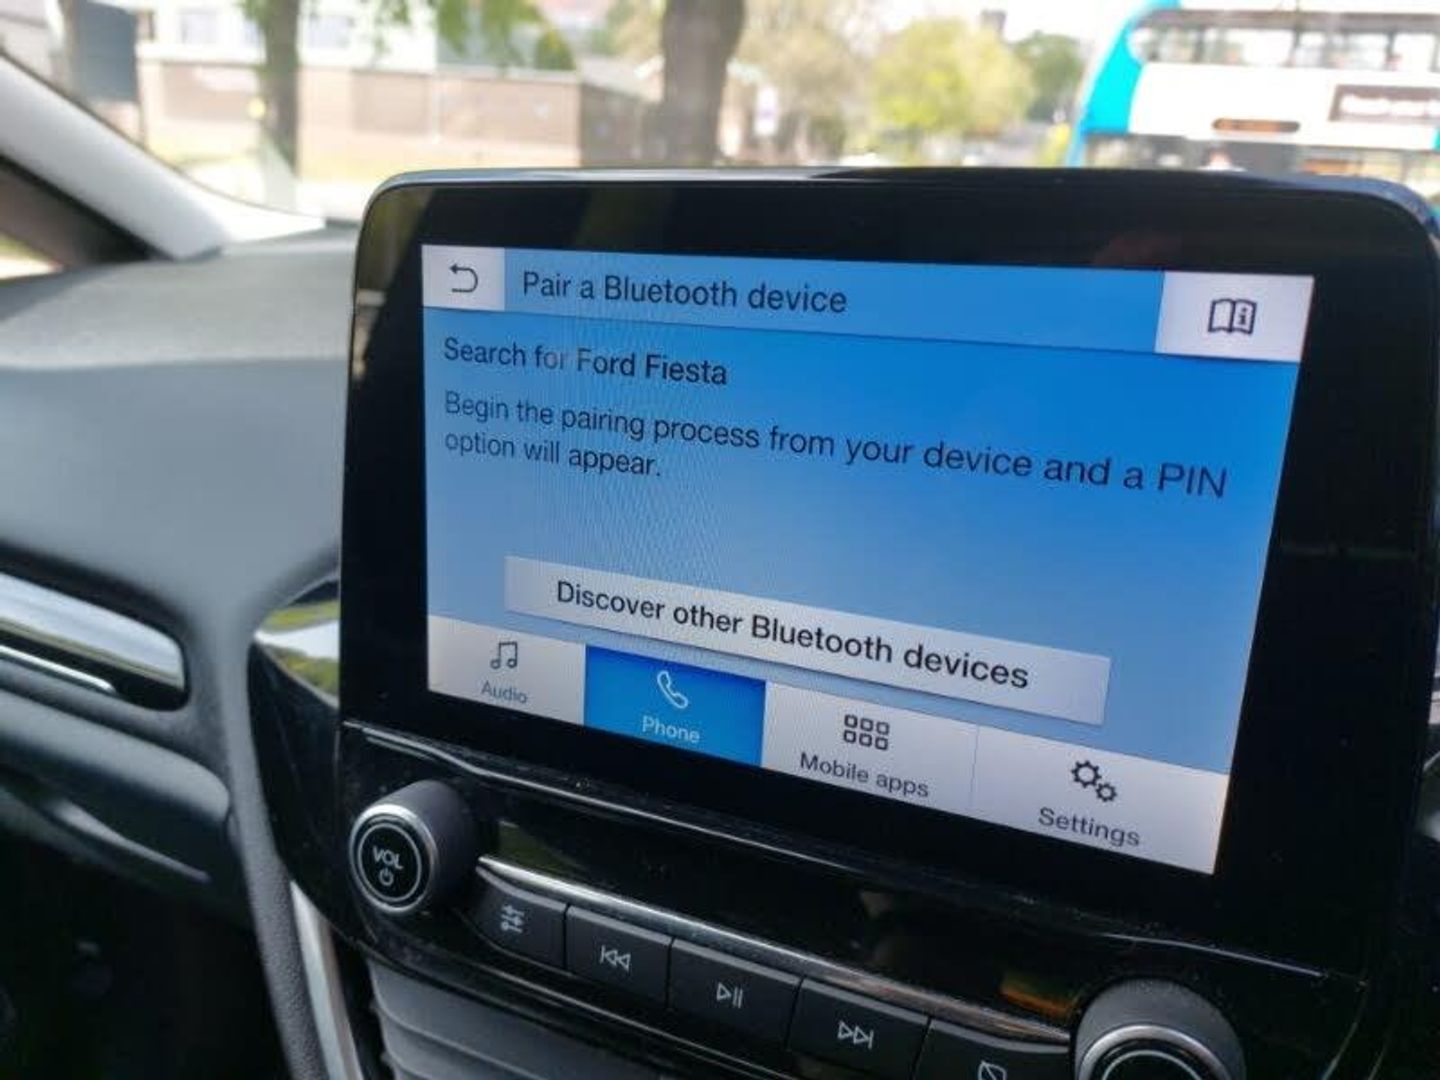 Pair a Bluetooth device
Search for Ford Fiesta
Begin the pairing process from your device and a PIN
option will appear.
Discover other Bluetooth devices
Audio
Phone
Mobile apps
Settings
VOL